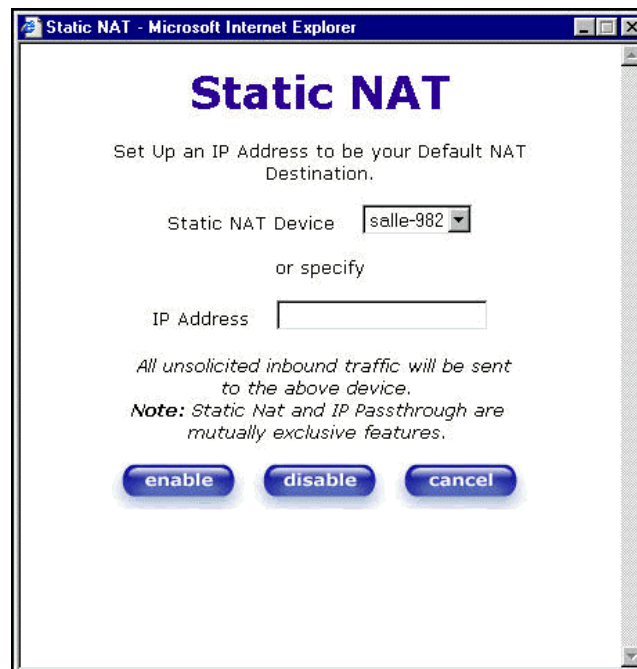 Static NAT - Microsoft Internet Explorer
Static NAT
Set Up an IP Address to be your Default NAT
Destination.
Static NAT Device salle-982
or specify
IP Address
All unsolicited inbound traffic will be sent
to the above device.
Note: Static Nat and IP Passthrough are
mutually exclusive features.
enable disable cancel